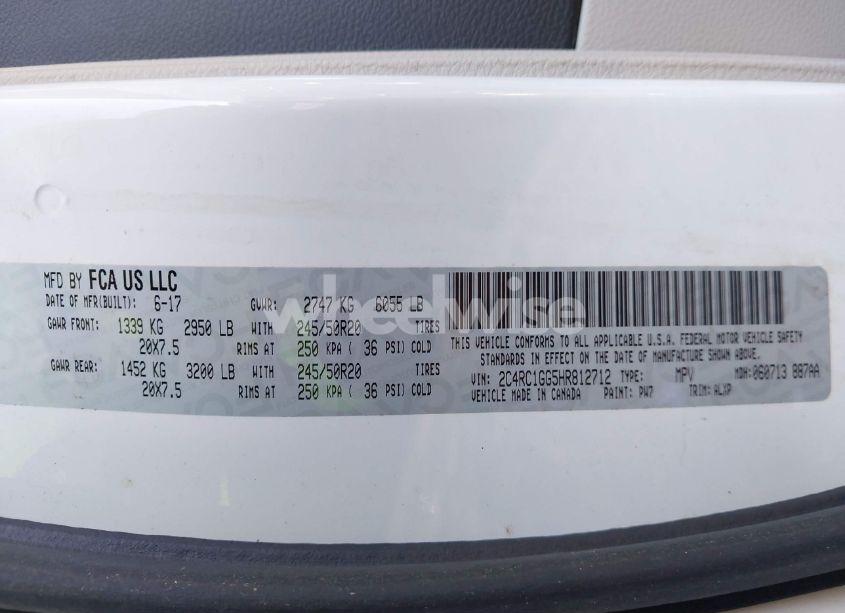 MFD BY FCA US LLC
DATE OF MFR(BUILT): 6-17 GVWR: 2747 KG 6055 LB
GAWR FRONT: 1339 KG 2950 LB WITH 245/50R20 TIRES
20X7.5 RIMS AT 250 KPA ( 36 PSI) COLD
GAWR REAR: 1452 KG 3200 LB WITH 245/50R20 TIRES
20X7.5 RIMS AT 250 KPA ( 36 PSI) COLD
THIS VEHICLE CONFORMS TO ALL APPLICABLE U.S.A. FEDERAL MOTOR VEHICLE SAFETY
STANDARDS IN EFFECT ON THE DATE OF MANUFACTURE SHOWN ABOVE.
VIN: 2C4RC1GG5HR812712 TYPE: MPV MDH: 060713 887AA
VEHICLE MADE IN CANADA PAINT: PW7 TRIM: ALXP
wheelwise